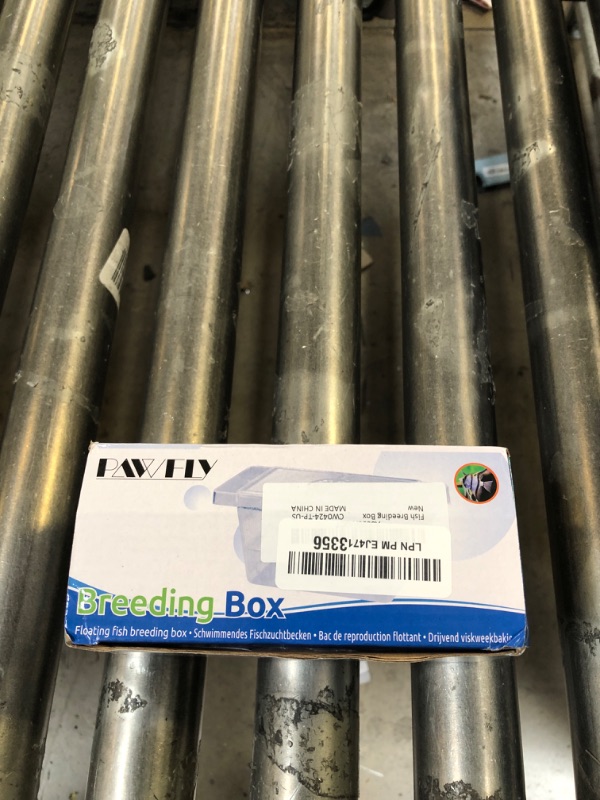 PAWFLY
LPN PM EJ4713356
Fish Breeding Box
New
CW0424-TP-US
MADE IN CHINA
Breeding Box
Floating fish breeding box • Schwimmendes Fischzuchtbecken • Bac de reproduction flottant • Drijvend viskweekbakje